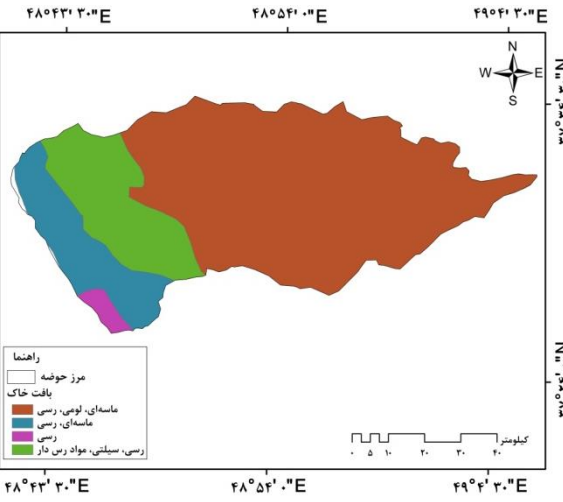 ۴۸°۴۳' ۳۰"E ۴۸°۵۴' ۰"E ۴۹°۴' ۳۰"E
N
W E
S
راهنما
مرز حوضه
بافت خاک
ماسه‌ای، لومی، رسی
ماسه‌ای، رسی
رسی
رسی، سیلتی، مواد رس دار
کیلومتر
۰ ۵ ۱۰ ۲۰ ۳۰ ۴۰
۴۸°۴۳' ۳۰"E ۴۸°۵۴' ۰"E ۴۹°۴' ۳۰"E